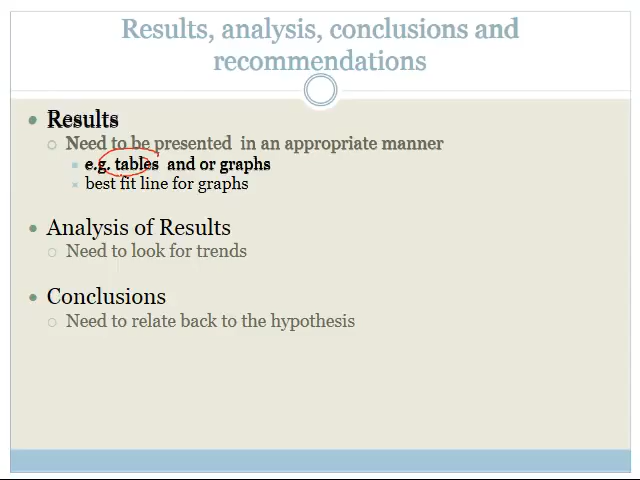 Results, analysis, conclusions and
recommendations
Results
Need to be presented in an appropriate manner
e.g. tables and or graphs
best fit line for graphs
Analysis of Results
Need to look for trends
Conclusions
Need to relate back to the hypothesis